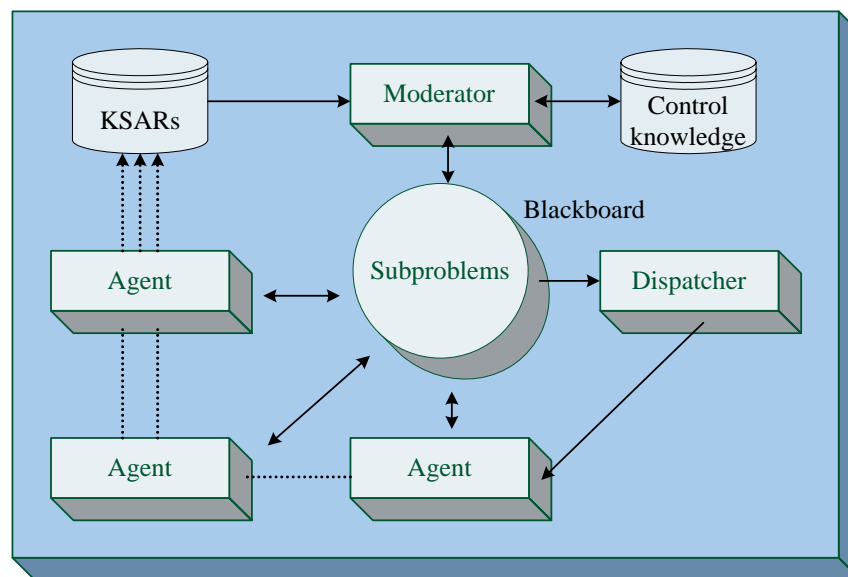 KSARs
Moderator
Control
knowledge
Blackboard
Agent
Subproblems
Dispatcher
Agent
Agent